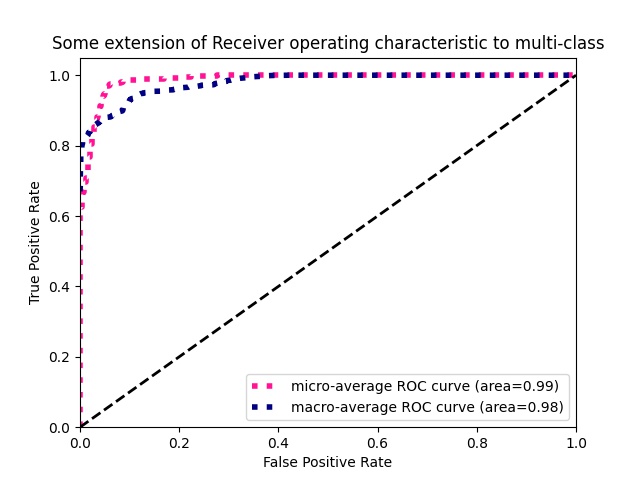 Some extension of Receiver operating characteristic to multi-class
1.0
0.8
0.6
0.4
0.2
0.0
True Positive Rate
micro-average ROC curve (area=0.99)
macro-average ROC curve (area=0.98)
0.0 0.2 0.4 0.6 0.8 1.0
False Positive Rate